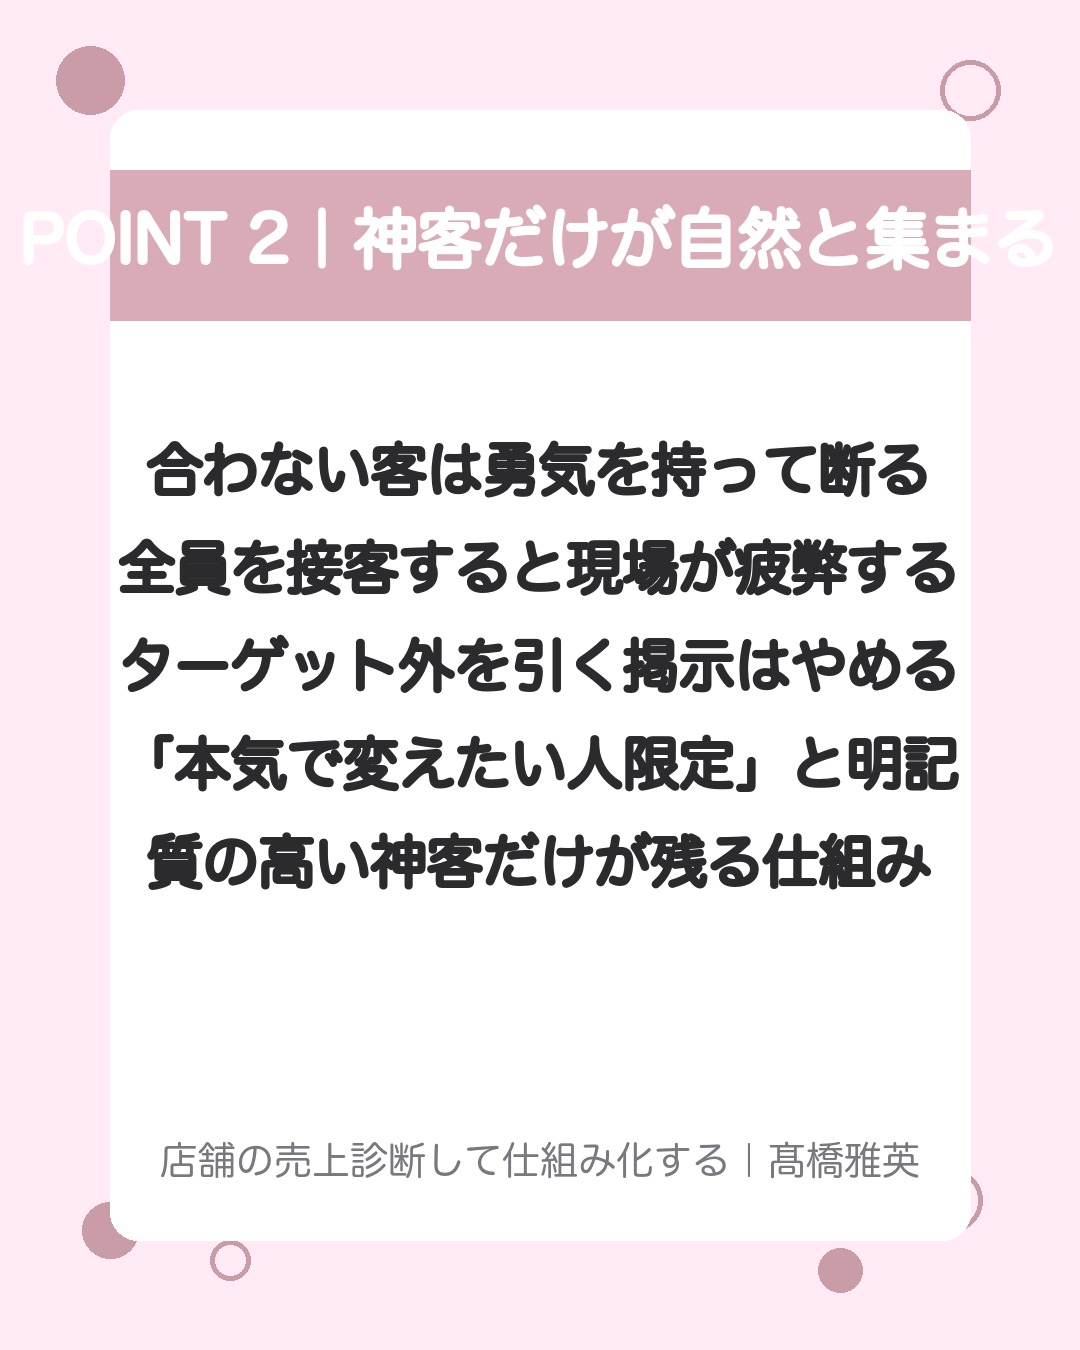 POINT 2｜神客だけが自然と集まる
合わない客は勇気を持って断る
全員を接客すると現場が疲弊する
ターゲット外を引く掲示はやめる
「本気で変えたい人限定」と明記
質の高い神客だけが残る仕組み
店舗の売上診断して仕組み化する｜髙橋雅英